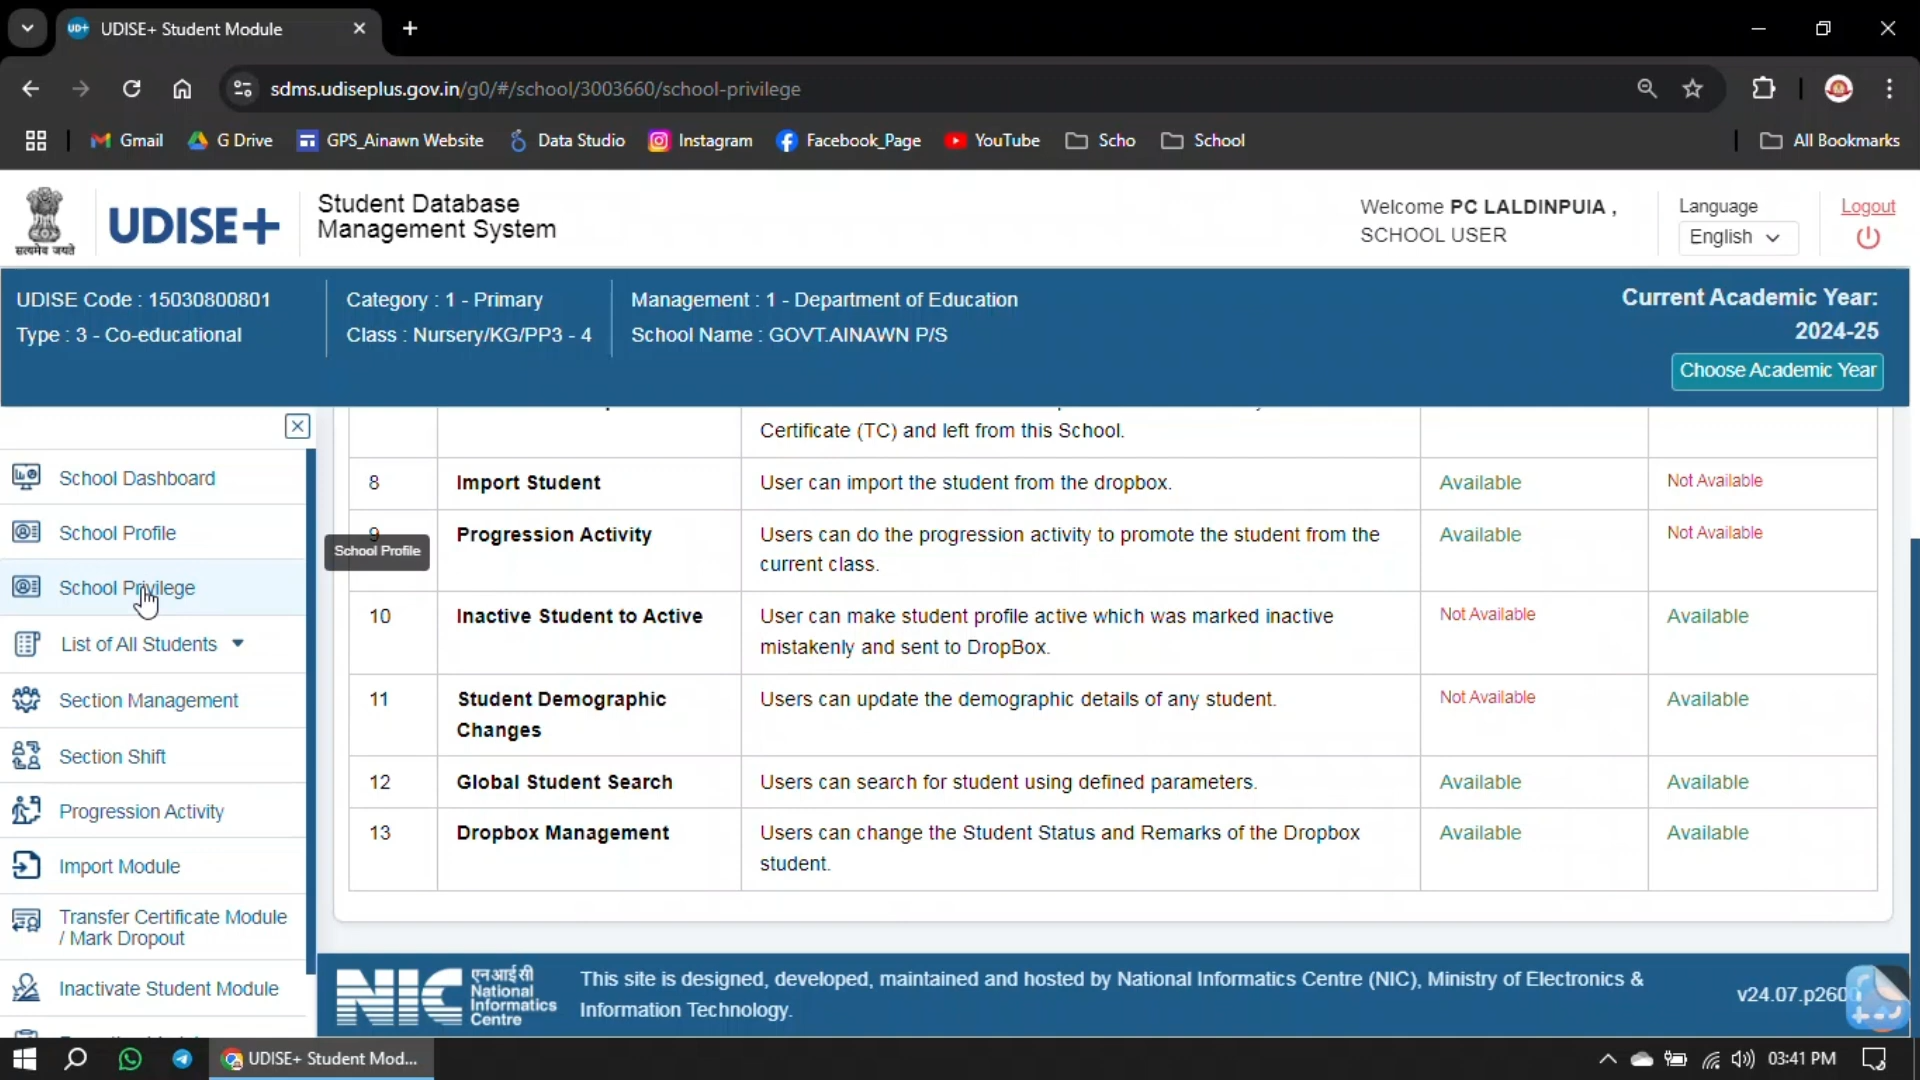 UDISE+ Student Module
sdms.udiseplus.gov.in/g0/#/school/3003660/school-privilege
Gmail
G Drive
GPS_Ainawn Website
Data Studio
Instagram
Facebook_Page
YouTube
Scho
School
All Bookmarks
सत्यमेव जयते
UDISE+
Student Database
Management System
Welcome PC LALDINPUIA ,
SCHOOL USER
Language
English
Logout
UDISE Code : 15030800801
Type : 3 - Co-educational
Category : 1 - Primary
Class : Nursery/KG/PP3 - 4
Management : 1 - Department of Education
School Name : GOVT.AINAWN P/S
Current Academic Year:
2024-25
Choose Academic Year
School Dashboard
School Profile
School Privilege
List of All Students
Section Management
Section Shift
Progression Activity
Import Module
Transfer Certificate Module
/ Mark Dropout
Inactivate Student Module
School Profile
Certificate (TC) and left from this School.
8 Import Student User can import the student from the dropbox. Available Not Available
9 Progression Activity Users can do the progression activity to promote the student from the Available Not Available
current class.
10 Inactive Student to Active User can make student profile active which was marked inactive Not Available Available
mistakenly and sent to DropBox.
11 Student Demographic Users can update the demographic details of any student. Not Available Available
Changes
12 Global Student Search Users can search for student using defined parameters. Available Available
13 Dropbox Management Users can change the Student Status and Remarks of the Dropbox Available Available
student.
NIC
एनआईसी
National
Informatics
Centre
This site is designed, developed, maintained and hosted by National Informatics Centre (NIC), Ministry of Electronics &
Information Technology.
UDISE+ Student Mod...
03:41 PM